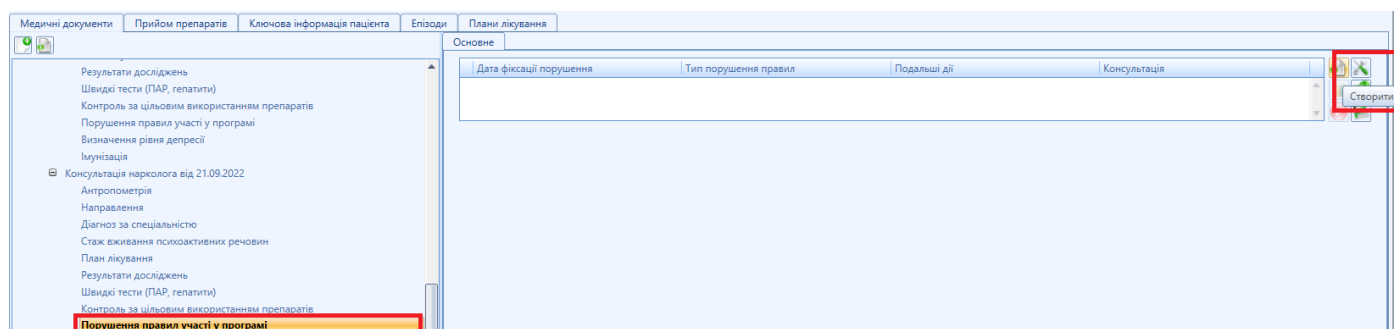 Медичні документи Прийом препаратів Ключова інформація пацієнта Епізоди Плани лікування
Результати досліджень
Швидкі тести (ПАР, гепатити)
Контроль за цільовим використанням препаратів
Порушення правил участі у програмі
Визначення рівня депресії
Імунізація
Консультація нарколога від 21.09.2022
Антропометрія
Направлення
Діагноз за спеціальністю
Стаж вживання психоактивних речовин
План лікування
Результати досліджень
Швидкі тести (ПАР, гепатити)
Контроль за цільовим використанням препаратів
Порушення правил участі у програмі
Основне
Дата фіксації порушення Тип порушення правил Подальші дії Консультація
Створити